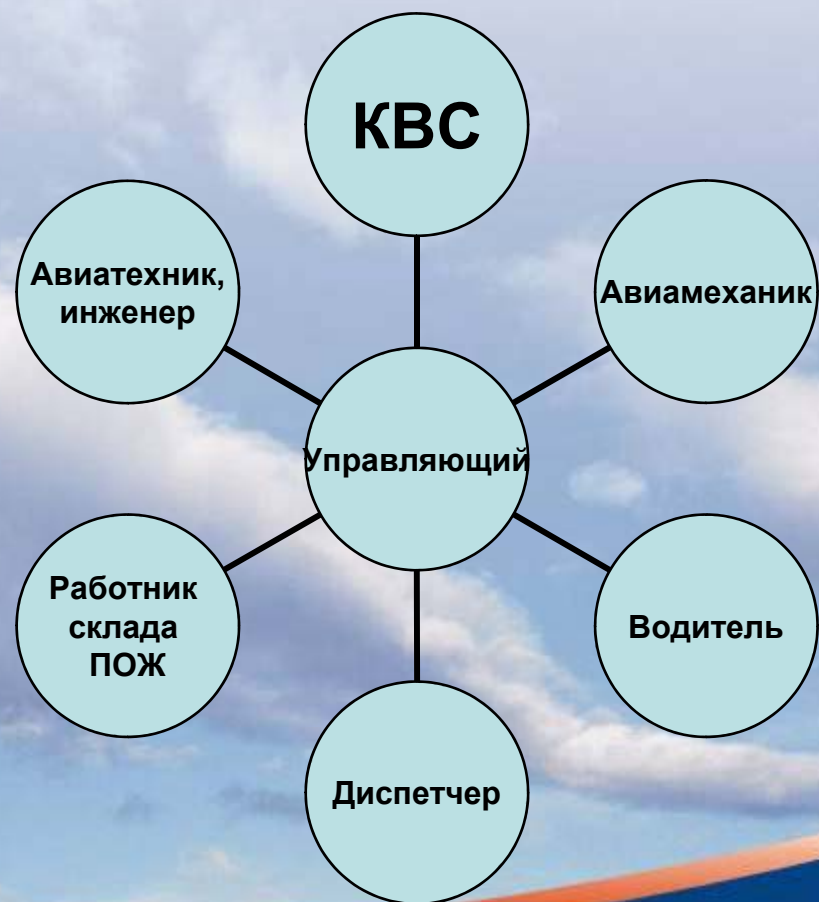 КВС
Авиатехник,
инженер
Авиамеханик
Управляющий
Работник
склада
ПОЖ
Водитель
Диспетчер